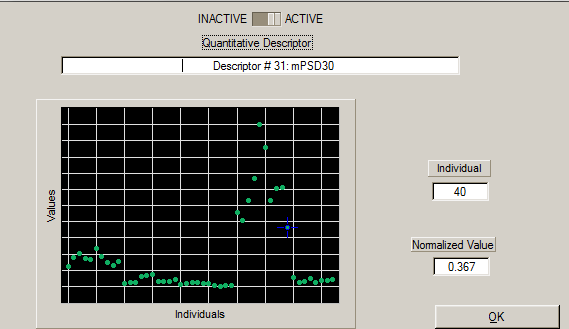 INACTIVE ACTIVE
Quantitative Descriptor
Descriptor # 31: mPSD30
Values
Individual
40
Normalized Value
0.367
Individuals
OK